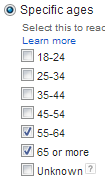 Specific ages
Select this to reac
Learn more
18-24
25-34
35-44
45-54
55-64
65 or more
Unknown ?